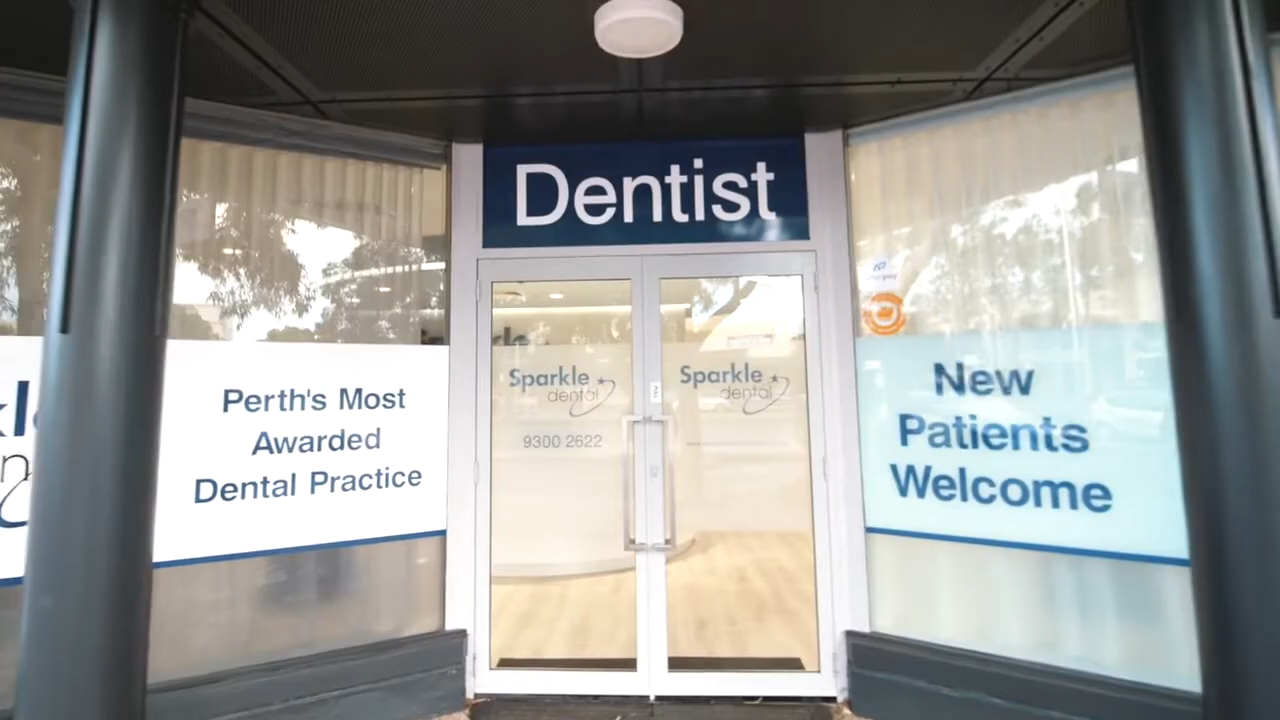 Dentist
Perth's Most
Awarded
Dental Practice
Sparkle
dental
9300 2622
Sparkle
dental
New
Patients
Welcome